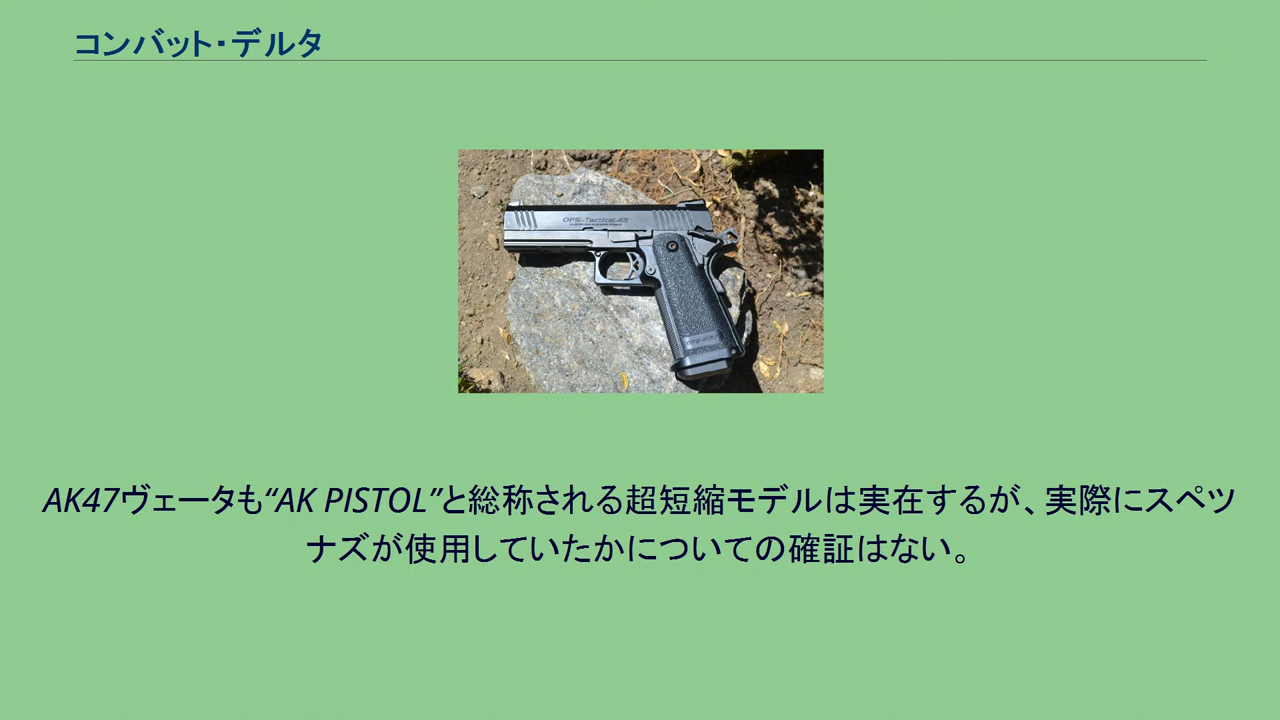 コンバット・デルタ
OPS-Tactical.45
AK47ヴェータも“AK PISTOL”と総称される超短縮モデルは実在するが、実際にスペツ
ナズが使用していたかについての確証はない。